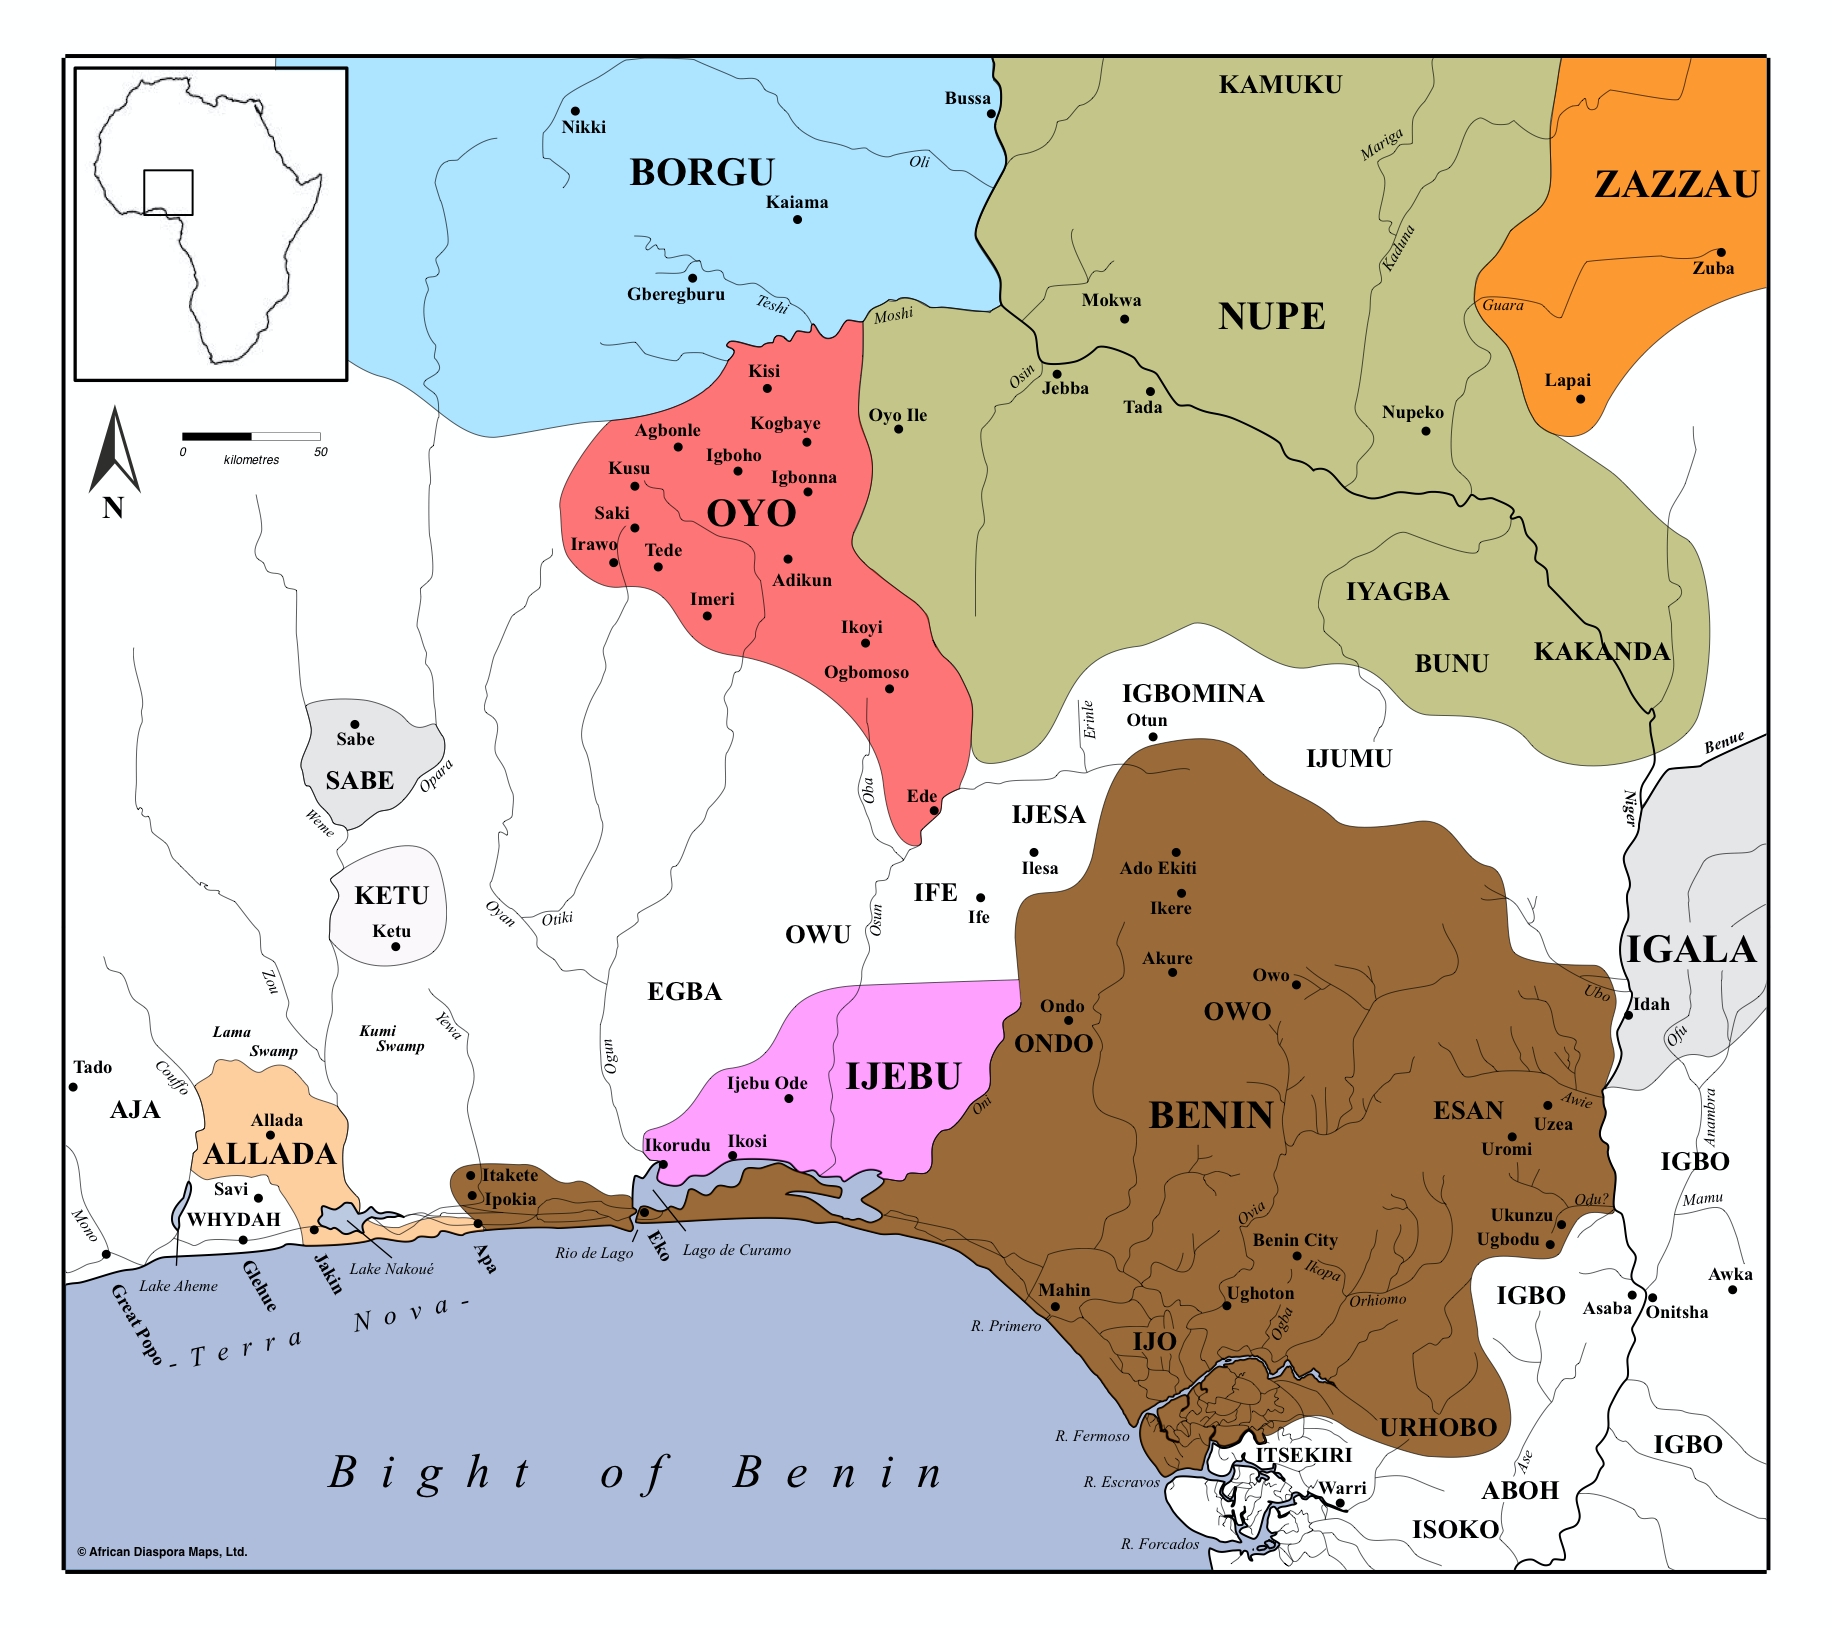 KAMUKU
Bussa
Nikki
Mariga
Oli
BORGU
ZAZZAU
Kaiama
Kaduna
Zuba
Gberegburu
Teshi
Mokwa
Moshi
NUPE
Guara
Kisi
Osin
Jebba
Lapai
Tada
Oyo Ile
Nupeko
Kogbaye
Agbonle
Igboho
0
50
kilometres
Kusu
Igbonna
N
OYO
Saki
Irawo
Tede
Adikun
IYAGBA
Imeri
Ikoyi
KAKANDA
BUNU
Ogbomoso
IGBOMINA
Otun
Erinle
Sabe
Benue
IJUMU
SABE
Opara
Oba
Ede
Niger
IJESA
Weme
Ilesa
Ado Ekiti
KETU
IFE
Ife
Ikere
Oyan
Otiki
Osun
Ketu
OWU
IGALA
Akure
Owo
Zou
EGBA
Ubo
Idah
Ondo
OWO
Yewa
Lama
Swamp
Kumi
Swamp
Ofu
ONDO
Ogun
Tado
Couffo
IJEBU
Ijebu Ode
Oni
AJA
Awie
ESAN
BENIN
Uzea
Anambra
Allada
Ikorudu
Ikosi
Uromi
ALLADA
IGBO
Itakete
Savi
Ipokia
Odu?
Mamu
WHYDAH
Mono
Ovia
Ukunzu
Ugbodu
Benin City
Eko
Rio de Lago
Lago de Curamo
Apa
Jakin
Lake Nakoué
Ikopa
Awka
Lake Aheme
Glehue
Mahin
Ughoton
Orhiomo
IGBO
Asaba
Onitsha
Great Popo
- Terra Nova -
R. Primero
Ogba
IJO
URHOBO
R. Fermoso
IGBO
ITSEKIRI
Ase
Bight of Benin
R. Escravos
Warri
ABOH
ISOKO
R. Forcados
© African Diaspora Maps, Ltd.